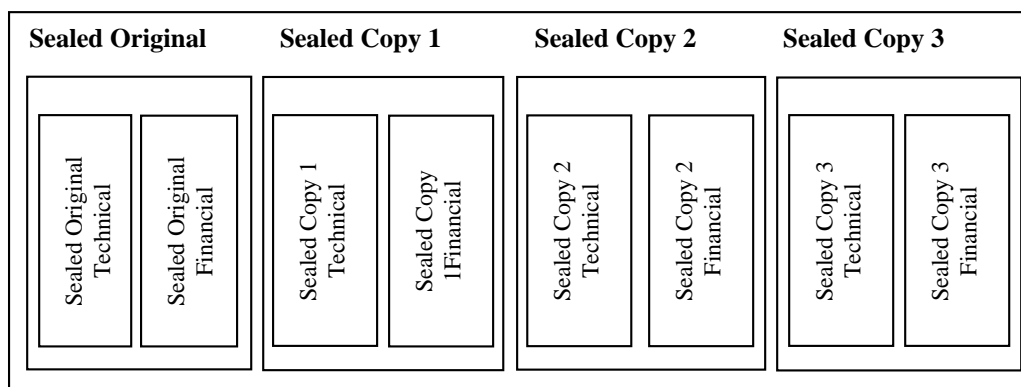 Sealed Original
Sealed Copy 1
Sealed Copy 2
Sealed Copy 3
Sealed Original
Technical
Sealed Original
Financial
Sealed Copy 1
Technical
Sealed Copy
1Financial
Sealed Copy 2
Technical
Sealed Copy 2
Financial
Sealed Copy 3
Technical
Sealed Copy 3
Financial